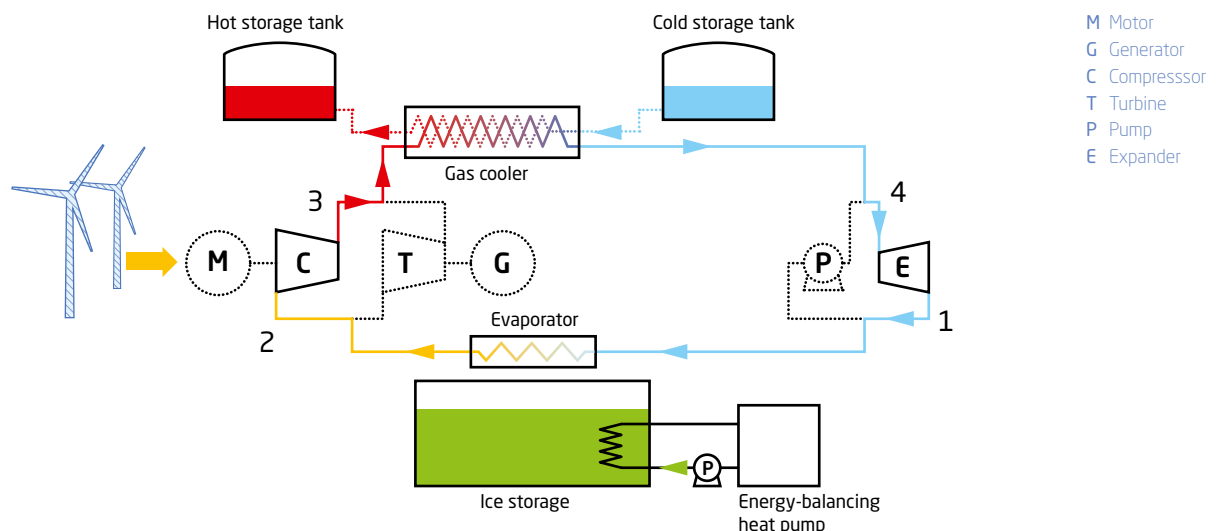 Hot storage tank
Cold storage tank
M Motor
G Generator
C Compresssor
T Turbine
P Pump
E Expander
Gas cooler
3
4
M
C
T
G
P
E
2
Evaporator
1
P
Ice storage
Energy-balancing
heat pump